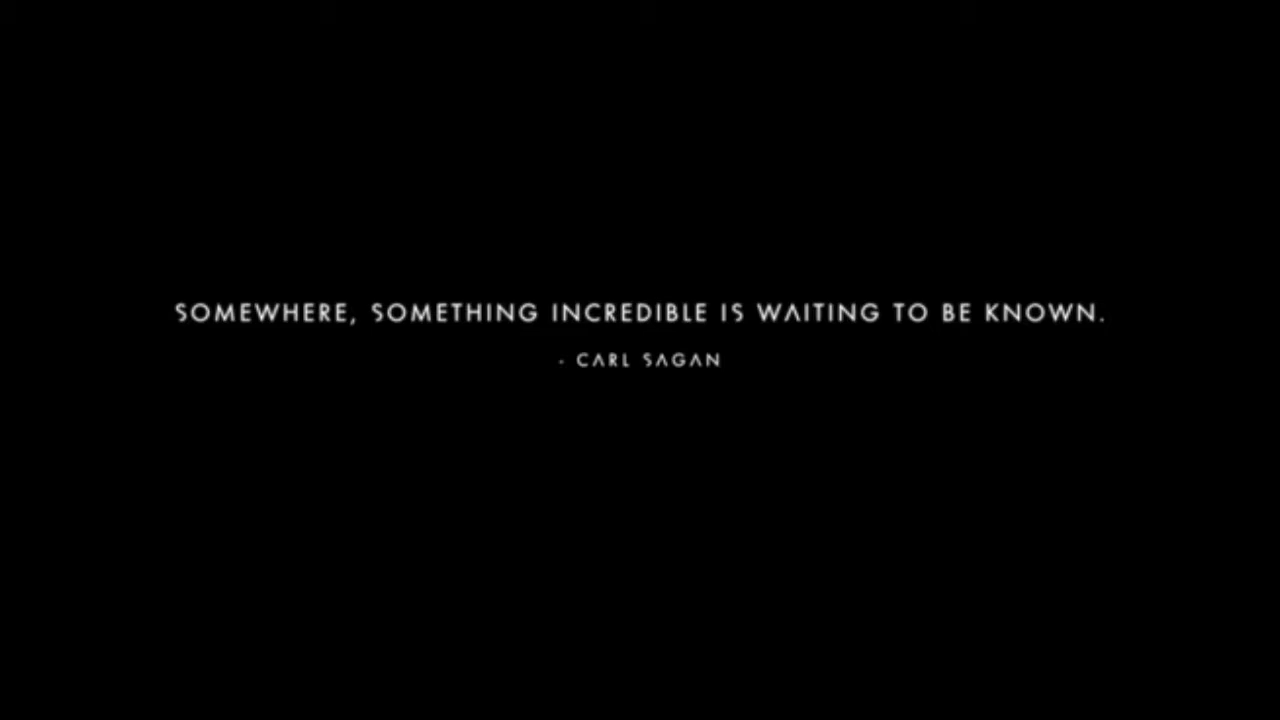 SOMEWHERE, SOMETHING INCREDIBLE IS WAITING TO BE KNOWN.
- CARL SAGAN